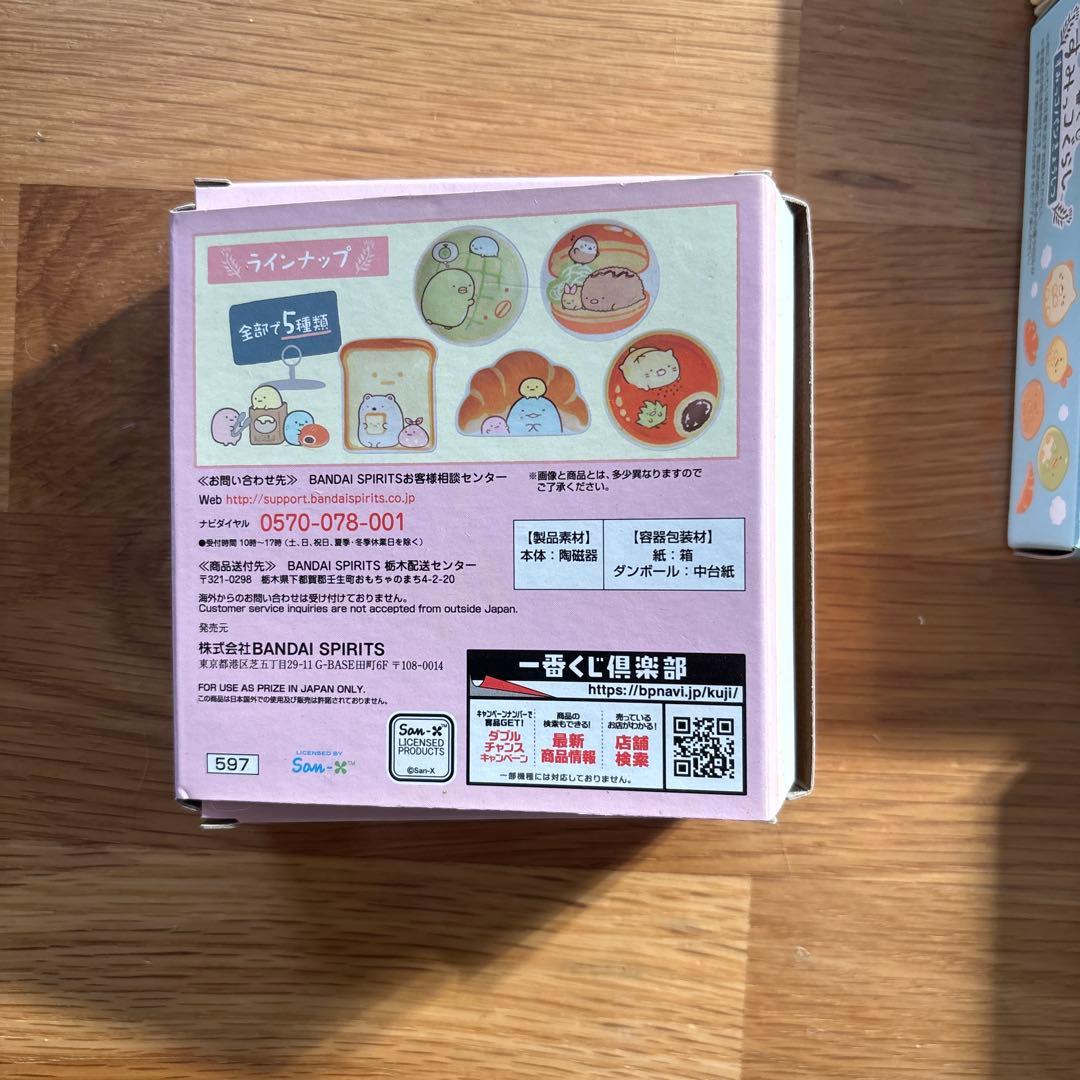 ラインナップ
全部で5種類
≪お問い合わせ先≫ BANDAI SPIRITSお客様相談センター
Web http://support.bandaispirits.co.jp
ナビダイヤル 0570-078-001
●受付時間 10時～17時（土、日、祝日、夏季・冬季休業日を除く）
≪商品送付先≫ BANDAI SPIRITS 栃木配送センター
〒321-0298 栃木県下都賀郡壬生町おもちゃのまち4-2-20
海外からのお問い合わせは受け付けておりません。
Customer service inquiries are not accepted from outside Japan.
発売元
株式会社BANDAI SPIRITS
東京都港区芝五丁目29-11 G-BASE田町6F 〒108-0014
FOR USE AS PRIZE IN JAPAN ONLY.
この商品は日本国外での使用及び販売は許諾されておりません。
597
LICENSED BY
San-X™
San-X™
LICENSED
PRODUCTS
©San-X
※画像と商品とは、多少異なりますので
ご了承ください。
【製品素材】
本体：陶磁器
【容器包装材】
紙：箱
ダンボール：中台紙
一番くじ倶楽部
https://bpnavi.jp/kuji/
キャンペーンナンバーで
賞品GET!
ダブル
チャンス
キャンペーン
商品の
検索もできる!
最新
商品情報
売っている
お店がわかる!
店舗
検索
一部機種には対応しておりません。
すみっコぐらし